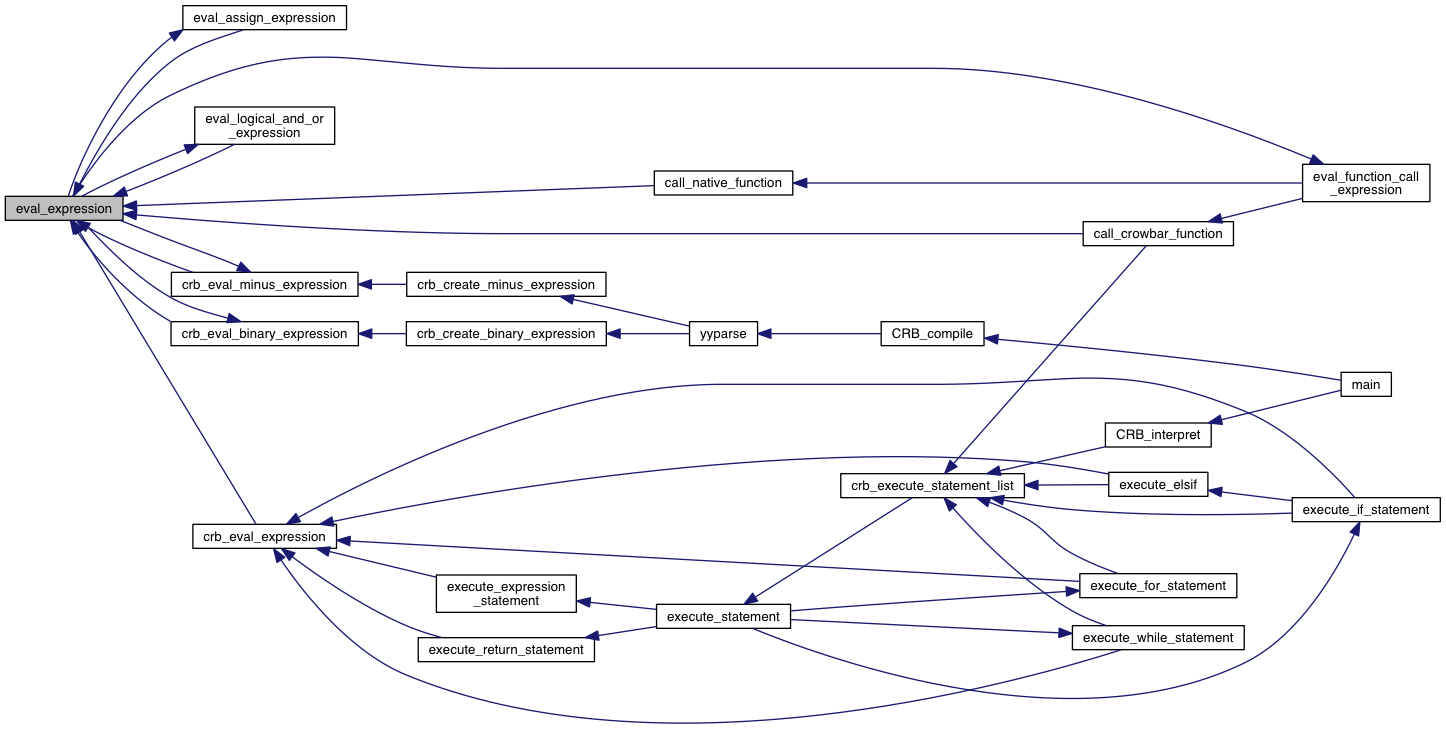 eval_assign_expression
eval_logical_and_or
_expression
call_native_function
eval_function_call
_expression
eval_expression
call_crowbar_function
crb_eval_minus_expression
crb_create_minus_expression
crb_eval_binary_expression
crb_create_binary_expression
yyparse
CRB_compile
main
CRB_interpret
crb_execute_statement_list
execute_elsif
execute_if_statement
crb_eval_expression
execute_expression
_statement
execute_for_statement
execute_statement
execute_while_statement
execute_return_statement